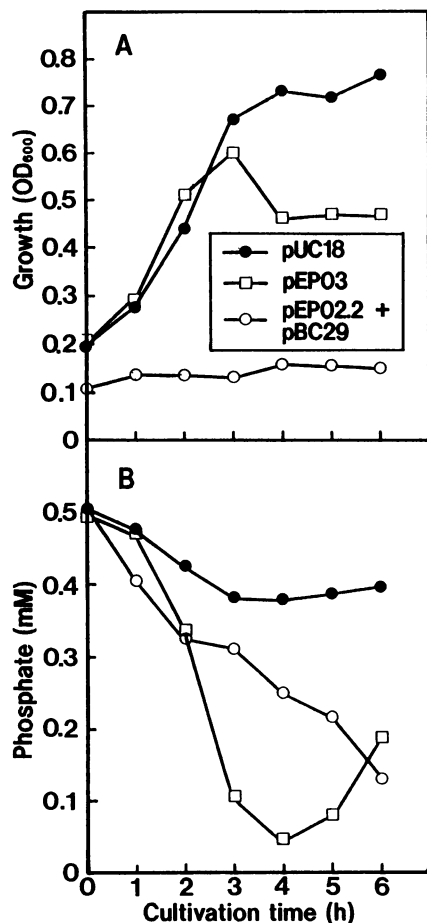 A
0.8
0.7
0.6
0.5
0.4
0.3
0.2
0.1
0
Growth (OD₆₀₀)
pUC18
pEP03
pEP02.2 +
pBC29
B
0.5
0.4
0.3
0.2
0.1
0
Phosphate (mM)
0 1 2 3 4 5 6
Cultivation time (h)